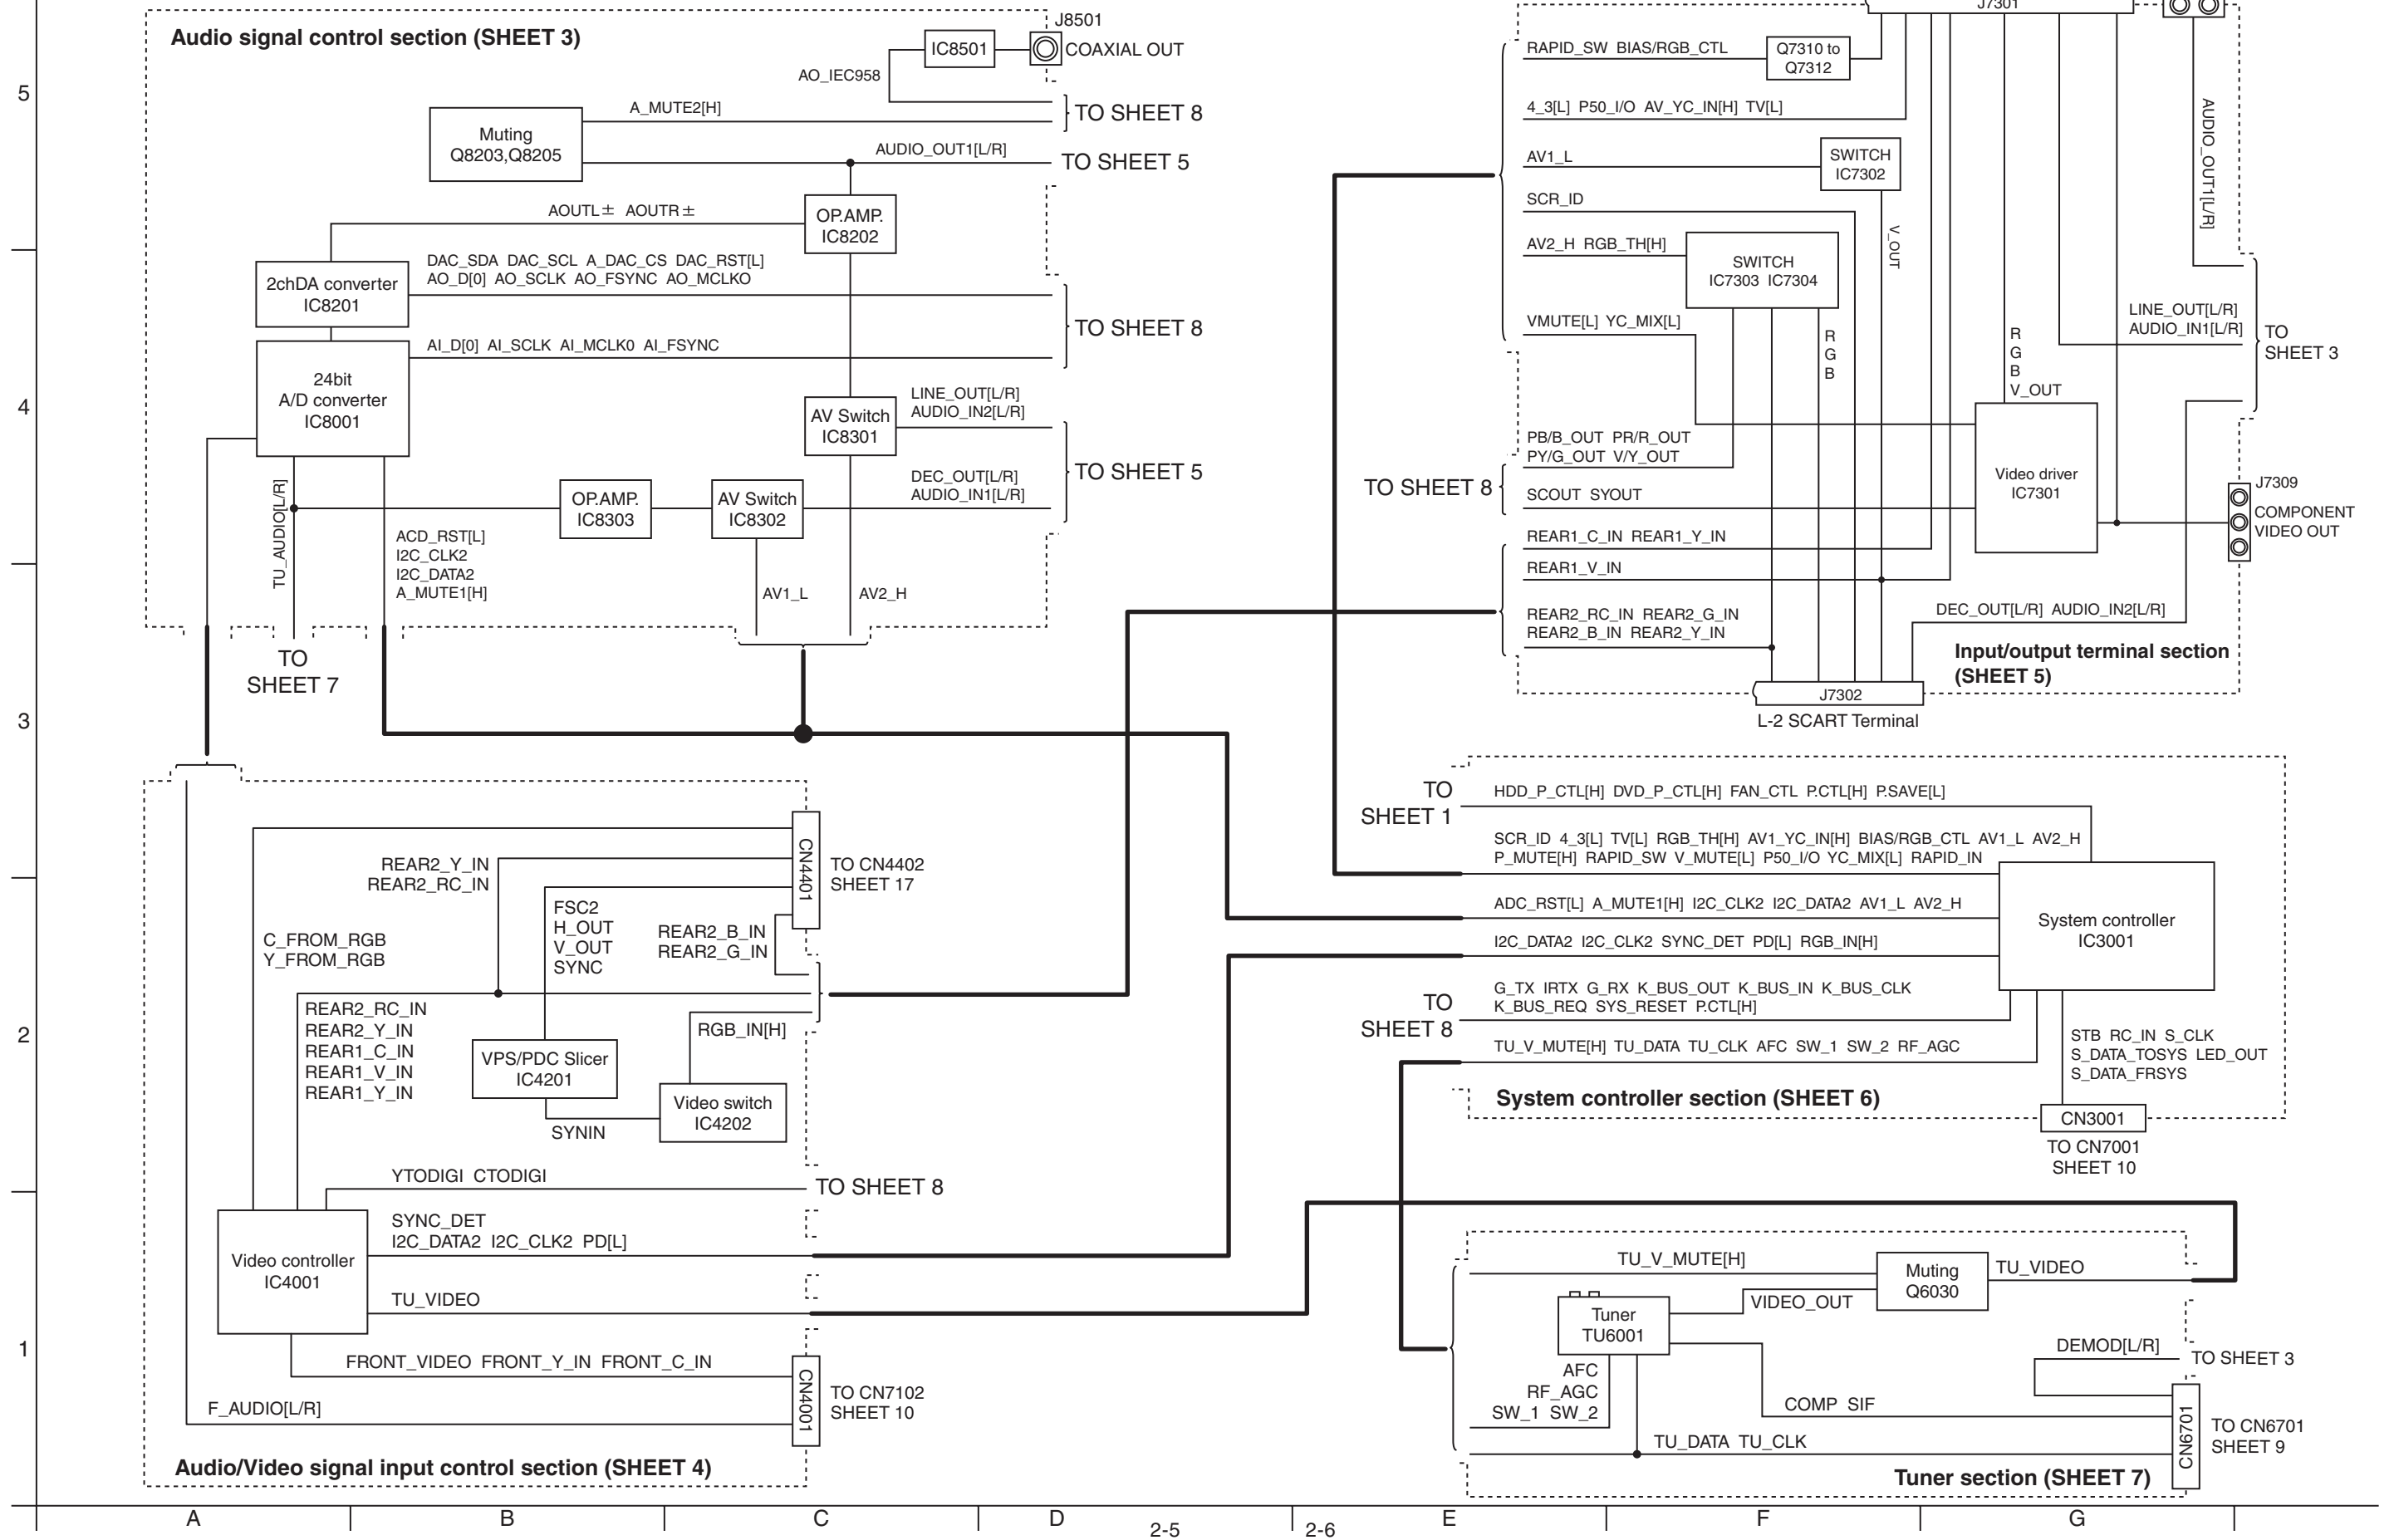 Audio signal control section (SHEET 3)
J8501
IC8501
COAXIAL OUT
AO_IEC958
TO SHEET 8
A_MUTE2[H]
Muting
Q8203,Q8205
AUDIO_OUT1[L/R]
TO SHEET 5
OP.AMP.
IC8202
AOUTL± AOUTR±
2chDA converter
IC8201
DAC_SDA DAC_SCL A_DAC_CS DAC_RST[L]
AO_D[0] AO_SCLK AO_FSYNC AO_MCLKO
TO SHEET 8
AI_D[0] AI_SCLK AI_MCLK0 AI_FSYNC
24bit
A/D converter
IC8001
AV Switch
IC8301
LINE_OUT[L/R]
AUDIO_IN2[L/R]
TO SHEET 5
TU_AUDIO[L/R]
OP.AMP.
IC8303
AV Switch
IC8302
DEC_OUT[L/R]
AUDIO_IN1[L/R]
ACD_RST[L]
I2C_CLK2
I2C_DATA2
A_MUTE1[H]
AV1_L
AV2_H
TO
SHEET 7
J7301
RAPID_SW BIAS/RGB_CTL
Q7310 to
Q7312
4_3[L] P50_I/O AV_YC_IN[H] TV[L]
AUDIO_OUT1[L/R]
AV1_L
SWITCH
IC7302
SCR_ID
V_OUT
AV2_H RGB_TH[H]
SWITCH
IC7303 IC7304
VMUTE[L] YC_MIX[L]
R
G
B
R
G
B
V_OUT
LINE_OUT[L/R]
AUDIO_IN1[L/R]
TO
SHEET 3
PB/B_OUT PR/R_OUT
PY/G_OUT V/Y_OUT
TO SHEET 8
SCOUT SYOUT
Video driver
IC7301
J7309
COMPONENT
VIDEO OUT
REAR1_C_IN REAR1_Y_IN
REAR1_V_IN
REAR2_RC_IN REAR2_G_IN
REAR2_B_IN REAR2_Y_IN
DEC_OUT[L/R] AUDIO_IN2[L/R]
Input/output terminal section
(SHEET 5)
J7302
L-2 SCART Terminal
CN4401
TO CN4402
SHEET 17
REAR2_Y_IN
REAR2_RC_IN
FSC2
H_OUT
V_OUT
SYNC
REAR2_B_IN
REAR2_G_IN
C_FROM_RGB
Y_FROM_RGB
REAR2_RC_IN
REAR2_Y_IN
REAR1_C_IN
REAR1_V_IN
REAR1_Y_IN
RGB_IN[H]
VPS/PDC Slicer
IC4201
Video switch
IC4202
SYNIN
YTODIGI CTODIGI
TO SHEET 8
SYNC_DET
I2C_DATA2 I2C_CLK2 PD[L]
Video controller
IC4001
TU_VIDEO
FRONT_VIDEO FRONT_Y_IN FRONT_C_IN
F_AUDIO[L/R]
CN4001
TO CN7102
SHEET 10
Audio/Video signal input control section (SHEET 4)
TO
SHEET 1
HDD_P_CTL[H] DVD_P_CTL[H] FAN_CTL P.CTL[H] P.SAVE[L]
SCR_ID 4_3[L] TV[L] RGB_TH[H] AV1_YC_IN[H] BIAS/RGB_CTL AV1_L AV2_H
P_MUTE[H] RAPID_SW V_MUTE[L] P50_I/O YC_MIX[L] RAPID_IN
ADC_RST[L] A_MUTE1[H] I2C_CLK2 I2C_DATA2 AV1_L AV2_H
System controller
IC3001
I2C_DATA2 I2C_CLK2 SYNC_DET PD[L] RGB_IN[H]
TO
SHEET 8
G_TX IRTX G_RX K_BUS_OUT K_BUS_IN K_BUS_CLK
K_BUS_REQ SYS_RESET P.CTL[H]
TU_V_MUTE[H] TU_DATA TU_CLK AFC SW_1 SW_2 RF_AGC
STB RC_IN S_CLK
S_DATA_TOSYS LED_OUT
S_DATA_FRSYS
System controller section (SHEET 6)
CN3001
TO CN7001
SHEET 10
TU_V_MUTE[H]
Muting
Q6030
TU_VIDEO
VIDEO_OUT
Tuner
TU6001
DEMOD[L/R]
TO SHEET 3
AFC
RF_AGC
SW_1 SW_2
COMP SIF
TU_DATA TU_CLK
CN6701
TO CN6701
SHEET 9
Tuner section (SHEET 7)
5
4
3
2
1
A
B
C
D
E
F
G
2-5
2-6